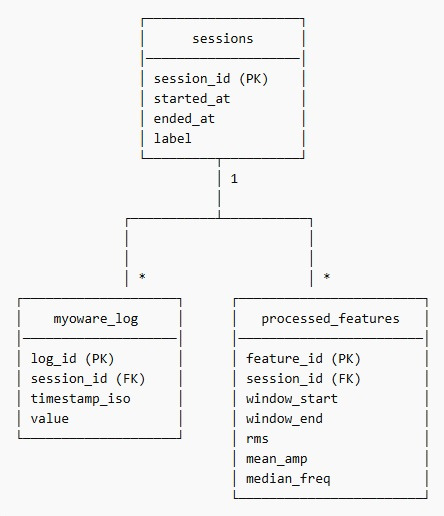 sessions
session_id (PK)
started_at
ended_at
label
1
*
*
myoware_log
log_id (PK)
session_id (FK)
timestamp_iso
value
processed_features
feature_id (PK)
session_id (FK)
window_start
window_end
rms
mean_amp
median_freq